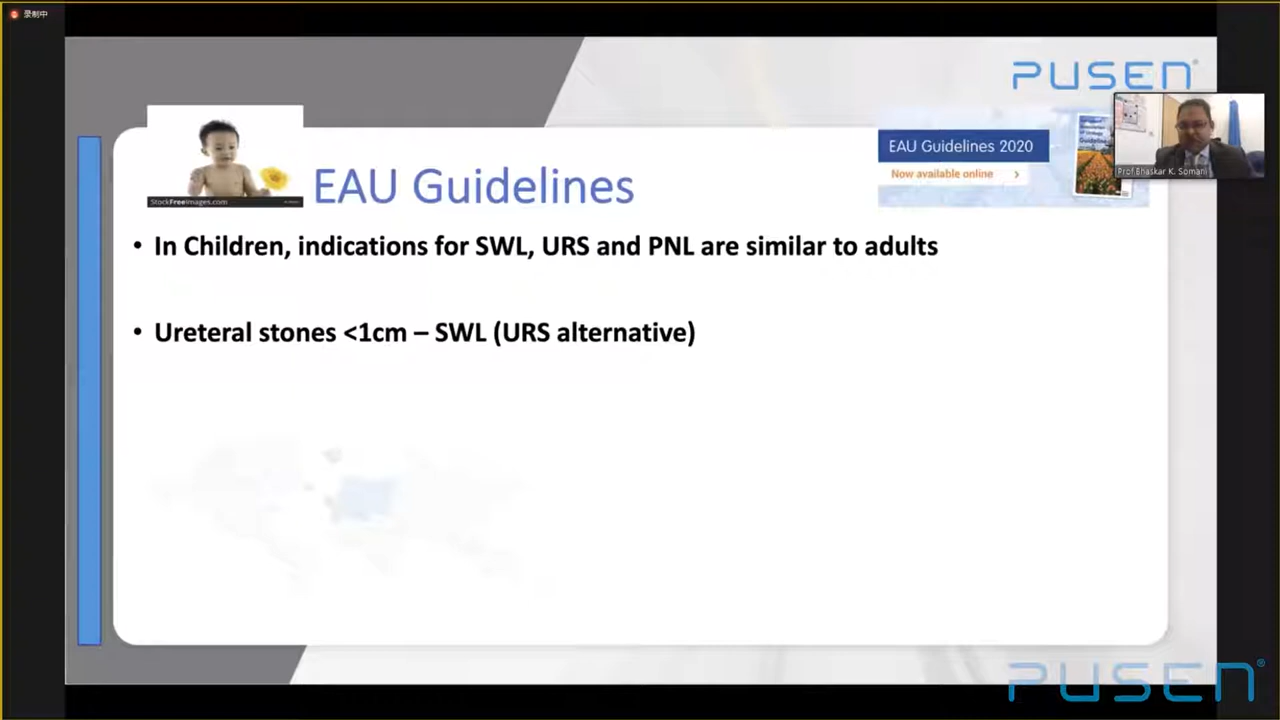 录制中
PUSEN®
EAU Guidelines 2020
Now available online
Prof Bhaskar K. Somani
StockFreeImages.com
EAU Guidelines
• In Children, indications for SWL, URS and PNL are similar to adults
• Ureteral stones <1cm – SWL (URS alternative)
PUSEN®